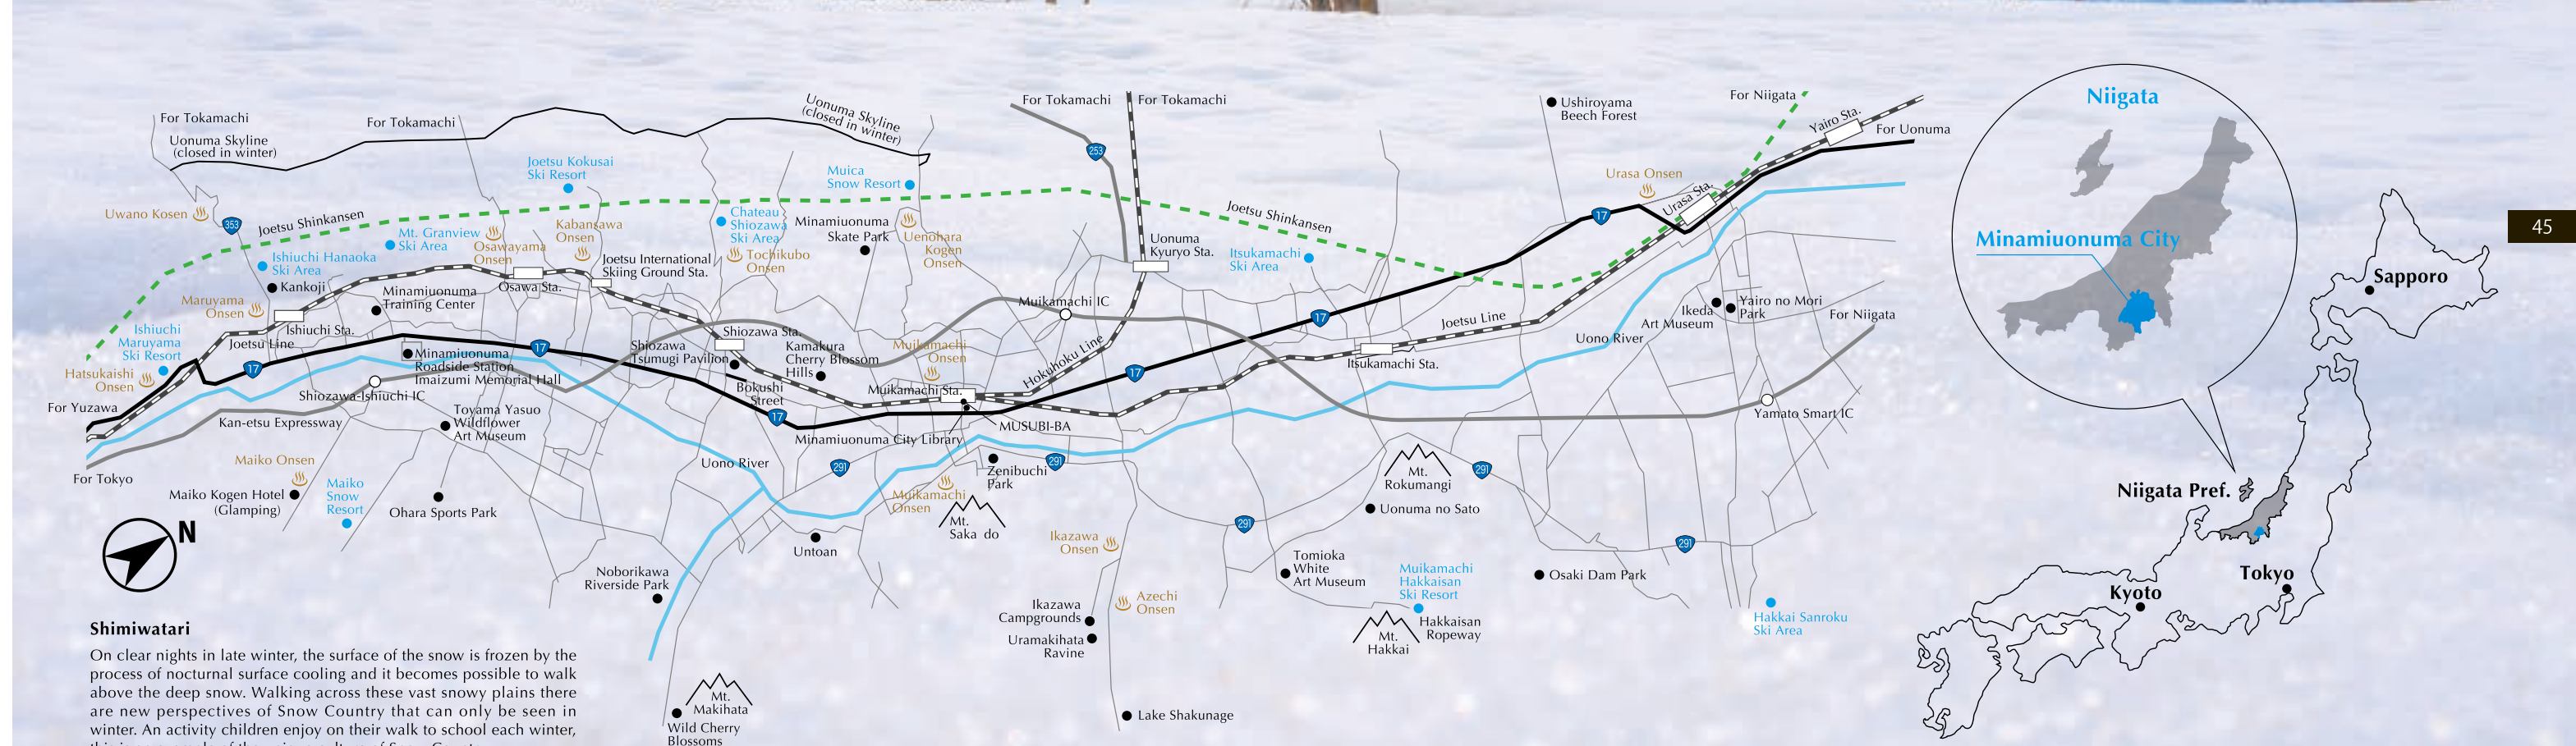 For Tokamachi
Uonuma Skyline
(closed in winter)
For Tokamachi
Uonuma Skyline
(closed in winter)
For Tokamachi
For Tokamachi
253
Ushiroyama
Beech Forest
For Niigata
Yairo Sta.
For Uonuma
Joetsu Kokusai
Ski Resort
Muica
Snow Resort
Urasa Onsen
Urasa Sta.
Uwano Kosen
353
Joetsu Shinkansen
Mt. Granview
Ski Area
Osawayama
Onsen
Kabansawa
Onsen
Chateau
Shiozawa
Ski Area
Tochikubo
Onsen
Minamiuonuma
Skate Park
Uenohara
Kogen
Onsen
Uonuma
Kyuryo Sta.
Joetsu Shinkansen
Itsukamachi
Ski Area
17
Ishiuchi Hanaoka
Ski Area
Kankoji
Minamiuonuma
Training Center
Osawa Sta.
Joetsu International
Skiing Ground Sta.
Maruyama
Onsen
Ishiuchi Sta.
Joetsu Line
Ishiuchi
Maruyama
Ski Resort
Hatsukaishi
Onsen
17
Minamiuonuma
Roadside Station
Imaizumi Memorial Hall
17
Shiozawa Sta.
Shiozawa
Tsumugi Pavilion
Bokushi
Street
17
Kamakura
Cherry Blossom
Hills
Muikamachi
Onsen
Muikamachi Sta.
Muikamachi IC
Hokuhoku Line
17
17
Joetsu Line
Itsukamachi Sta.
Uono River
Ikeda
Art Museum
Yairo no Mori
Park
For Niigata
Yamato Smart IC
For Yuzawa
Kan-etsu Expressway
Shiozawa-Ishiuchi IC
Toyama Yasuo
Wildflower
Art Museum
For Tokyo
Maiko Onsen
Maiko Kogen Hotel
(Glamping)
Maiko
Snow
Resort
Ohara Sports Park
Uono River
Minamiuonuma City Library
MUSUBI-BA
291
Zenibuchi
Park
291
Muikamachi
Onsen
Mt.
Saka do
Untoan
Noborikawa
Riverside Park
Ikazawa
Onsen
Azechi
Onsen
Ikazawa
Campgrounds
Uramakihata
Ravine
Lake Shakunage
Mt.
Makihata
Wild Cherry
Blossoms
Mt.
Rokumangi
291
Uonuma no Sato
291
Tomioka
White
Art Museum
Muikamachi
Hakkaisan
Ski Resort
Hakkaisan
Ropeway
Mt.
Hakkai
Osaki Dam Park
291
Hakkai Sanroku
Ski Area
N
Niigata
Minamiuonuma City
45
Sapporo
Niigata Pref.
Tokyo
Kyoto
Shimiwatari
On clear nights in late winter, the surface of the snow is frozen by the
process of nocturnal surface cooling and it becomes possible to walk
above the deep snow. Walking across these vast snowy plains there
are new perspectives of Snow Country that can only be seen in
winter. An activity children enjoy on their walk to school each winter,